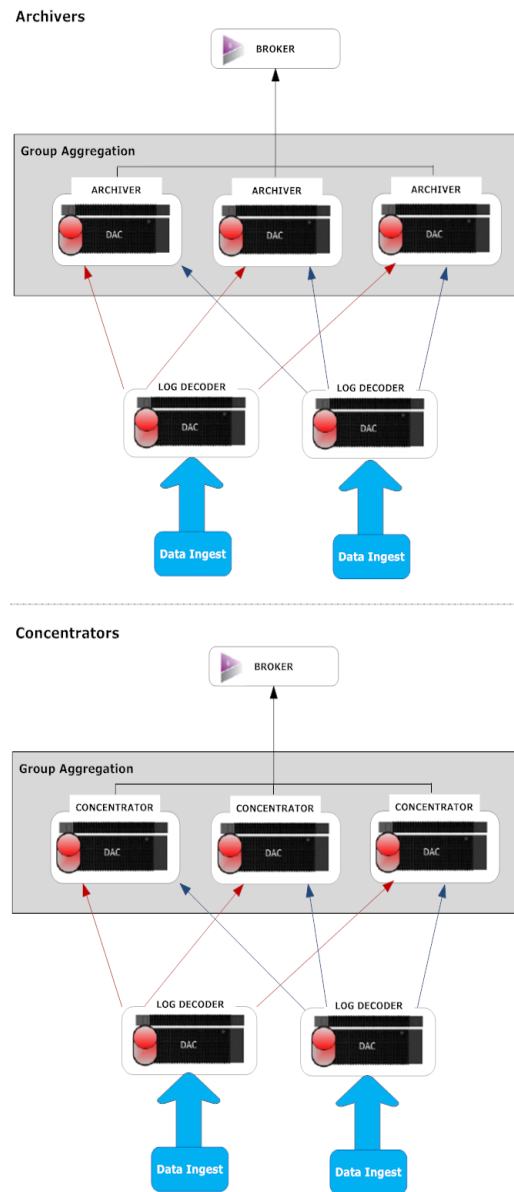 Archivers
BROKER
Group Aggregation
ARCHIVER
ARCHIVER
ARCHIVER
DAC
DAC
DAC
LOG DECODER
LOG DECODER
DAC
DAC
Data Ingest
Data Ingest
Concentrators
BROKER
Group Aggregation
CONCENTRATOR
CONCENTRATOR
CONCENTRATOR
DAC
DAC
DAC
LOG DECODER
LOG DECODER
DAC
DAC
Data Ingest
Data Ingest